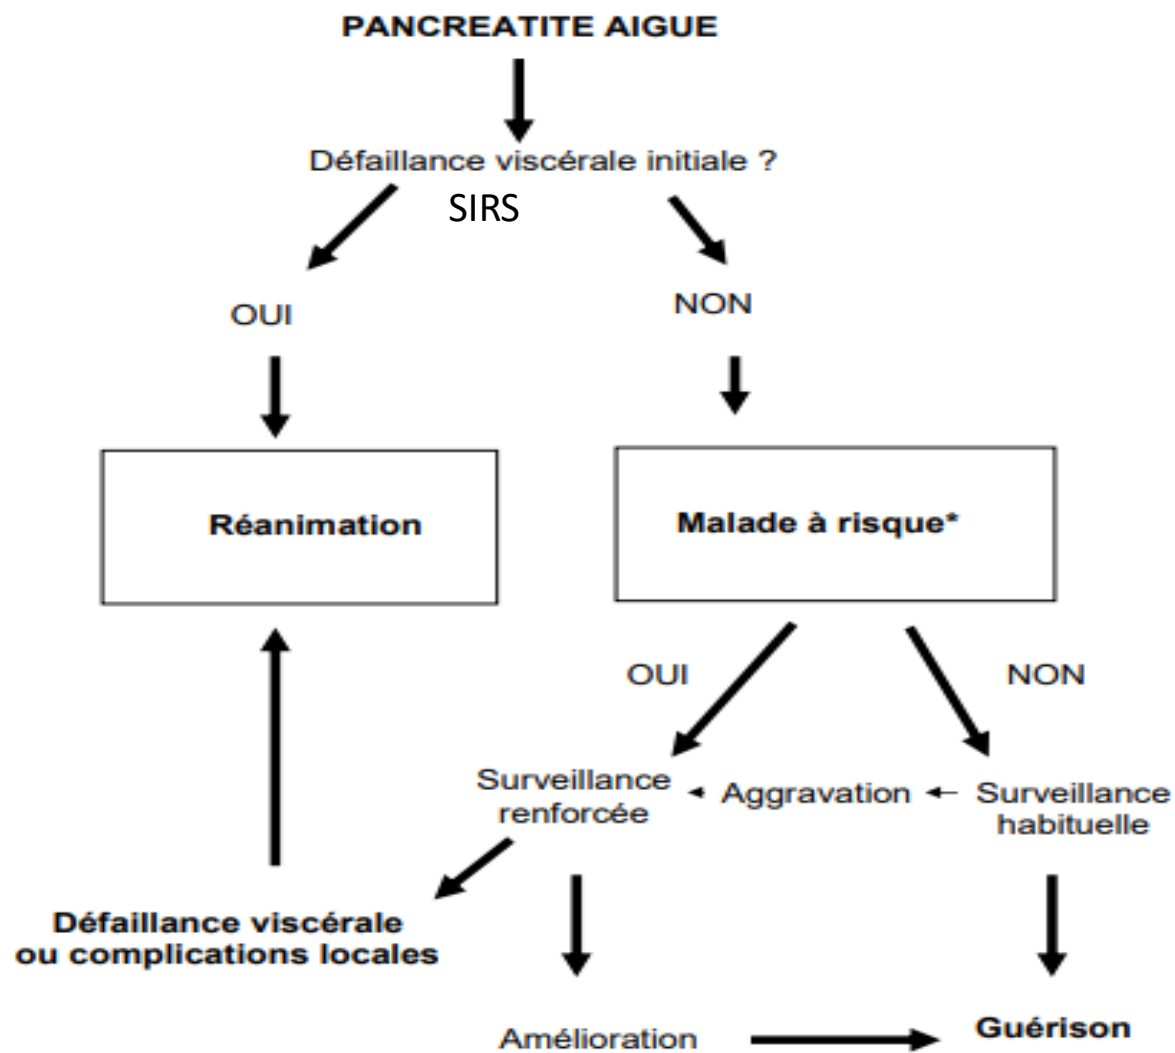 PANCREATITE AIGUE
Défaillance viscérale initiale ?
SIRS
OUI
NON
Réanimation
Malade à risque*
OUI
NON
Surveillance
renforcée
Aggravation
Surveillance
habituelle
Défaillance viscérale
ou complications locales
Amélioration
Guérison